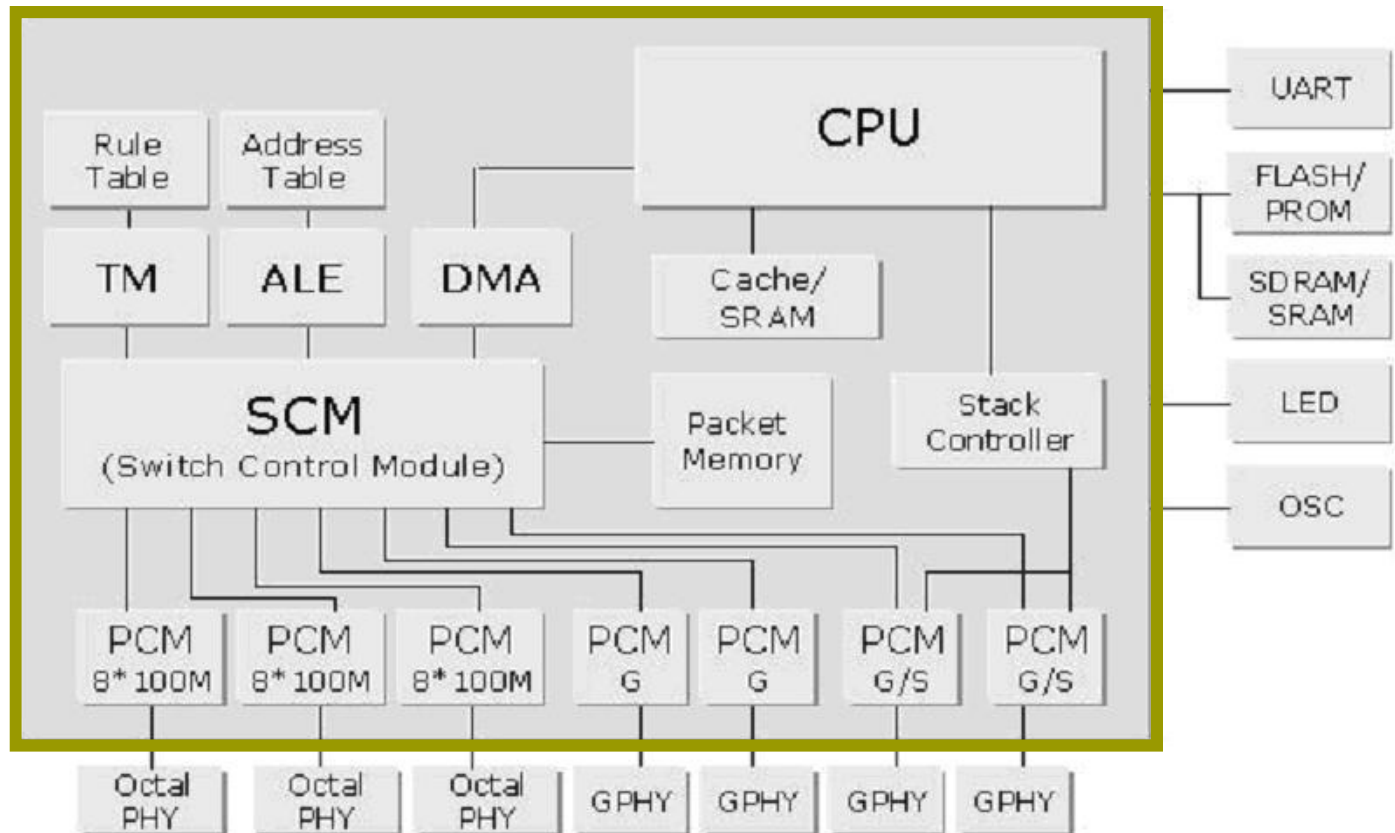 CPU
UART
Rule
Table
Address
Table
FLASH/
PROM
TM
ALE
DMA
Cache/
SRAM
SDRAM/
SRAM
SCM
(Switch Control Module)
Packet
Memory
Stack
Controller
LED
OSC
PCM
8*100M
PCM
8*100M
PCM
8*100M
PCM
G
PCM
G
PCM
G/S
PCM
G/S
Octal
PHY
Octal
PHY
Octal
PHY
GPHY
GPHY
GPHY
GPHY